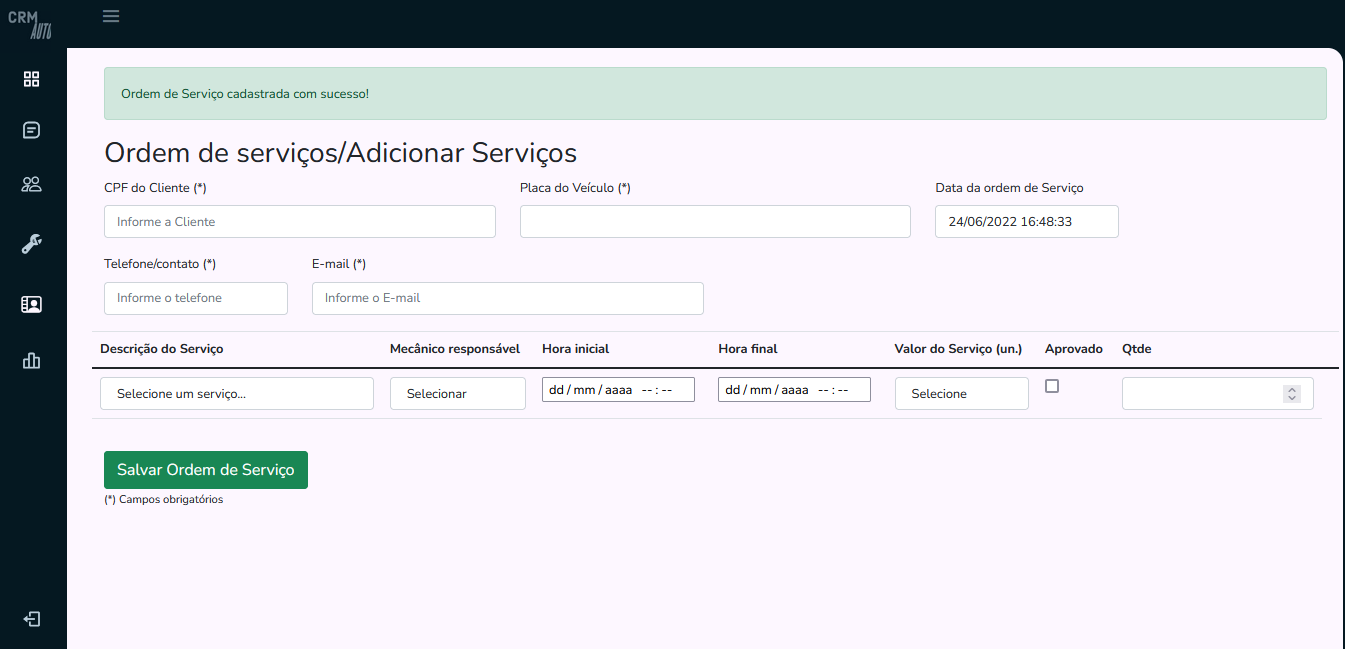 CRM
AUTO
Ordem de Serviço cadastrada com sucesso!
Ordem de serviços/Adicionar Serviços
CPF do Cliente (*) Placa do Veículo (*) Data da ordem de Serviço
Informe a Cliente 24/06/2022 16:48:33
Telefone/contato (*) E-mail (*)
Informe o telefone Informe o E-mail
Descrição do Serviço Mecânico responsável Hora inicial Hora final Valor do Serviço (un.) Aprovado Qtde
Selecione um serviço... Selecionar dd/mm/aaaa --:-- dd/mm/aaaa --:-- Selecione
Salvar Ordem de Serviço
(*) Campos obrigatórios